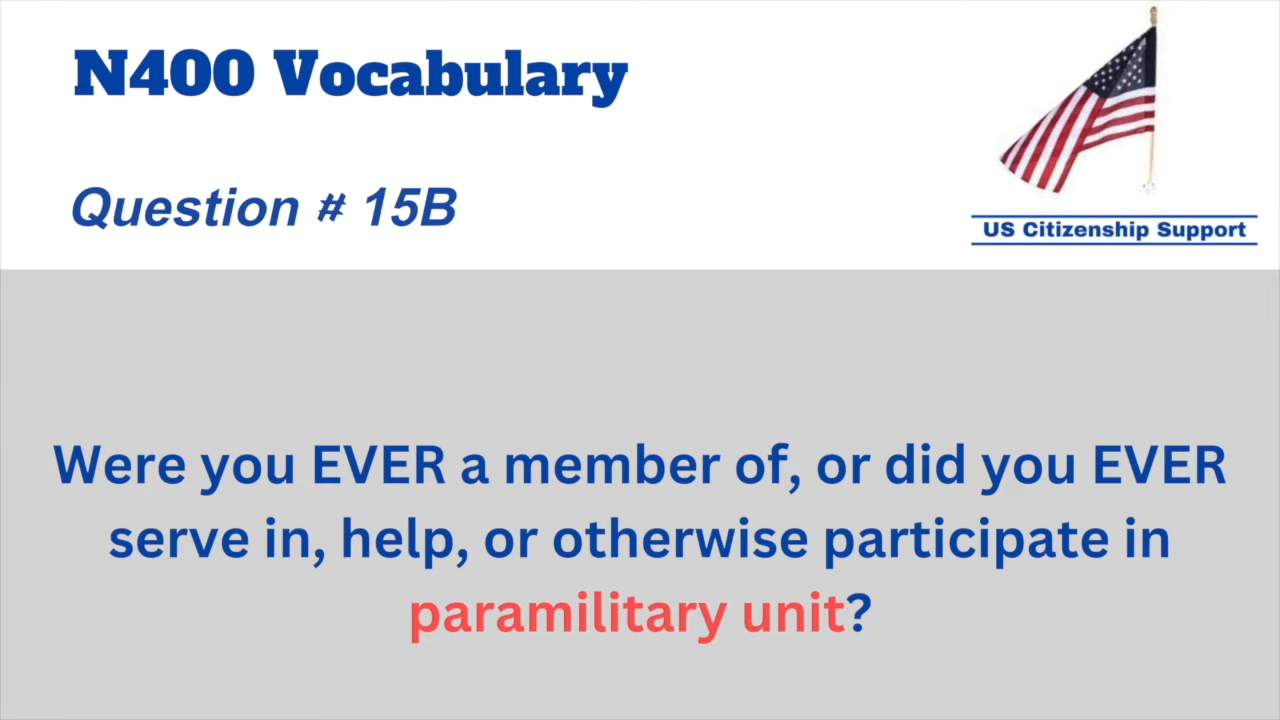 N400 Vocabulary
Question # 15B
US Citizenship Support
Were you EVER a member of, or did you EVER
serve in, help, or otherwise participate in
paramilitary unit?